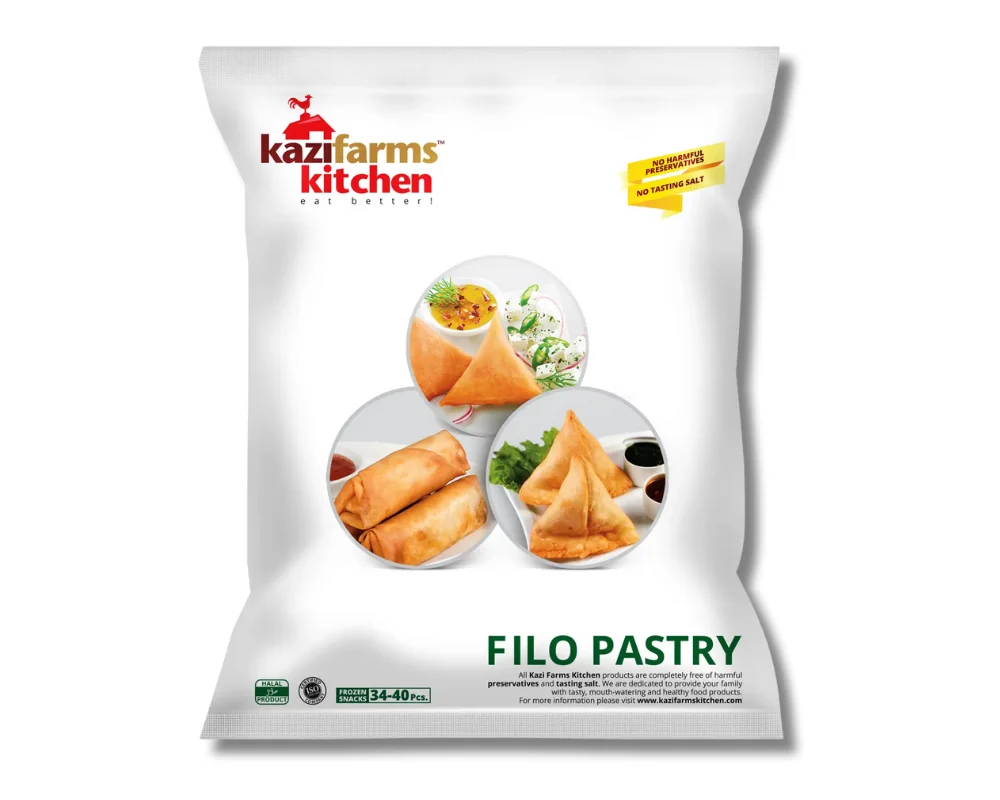 kazifarms™
kitchen
eat better!
NO HARMFUL
PRESERVATIVES
NO TASTING SALT
FILO PASTRY
All Kazi Farms Kitchen products are completely free of harmful
preservatives and tasting salt. We are dedicated to provide your family
with tasty, mouth-watering and healthy food products.
For more information please visit www.kazifarmskitchen.com
HALAL
PRODUCT
ISO
FROZEN
SNACKS 34-40 Pcs.